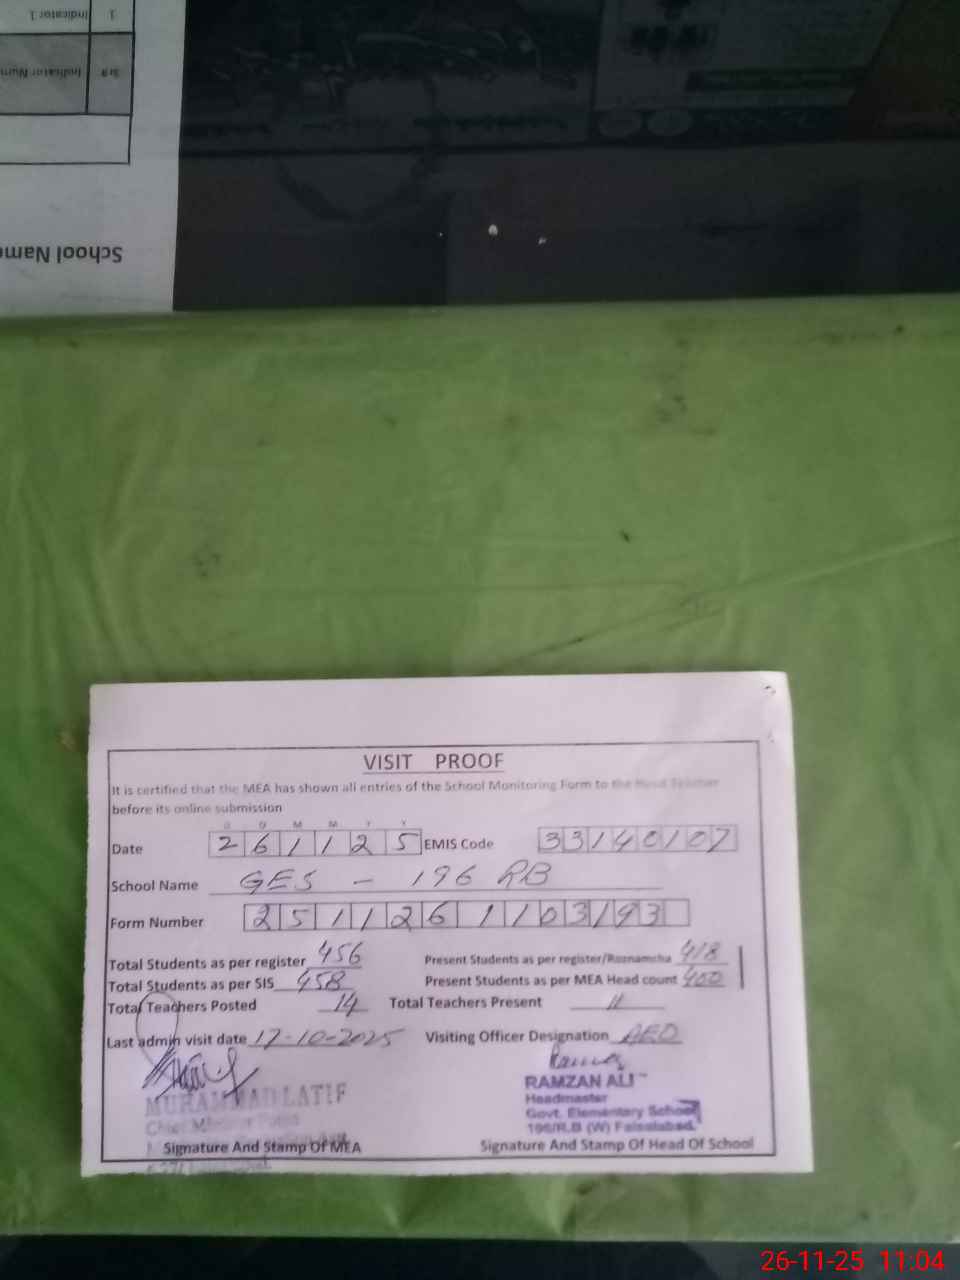 1 Indicator 1
Sr# Indicator Num
School Name
VISIT PROOF
It is certified that the MEA has shown all entries of the School Monitoring Form to the Head Teacher
before its online submission
D D M M Y Y
Date 2 6 1 1 2 5 EMIS Code 3 3 1 4 0 1 0 7
School Name GES - 196 RB
Form Number 2 5 1 1 2 6 1 1 0 3 1 9 3
Total Students as per register 456 Present Students as per register/Roznamcha 418
Total Students as per SIS 458 Present Students as per MEA Head count 400
Total Teachers Posted 14 Total Teachers Present 11
Last admin visit date 17-10-2025 Visiting Officer Designation AEO
MUHAMMAD LATIF
RAMZAN ALI
Headmaster
Govt. Elementary School
196/R.B (W) Faisalabad.
Signature And Stamp Of MEA Signature And Stamp Of Head Of School
26-11-25 11:04